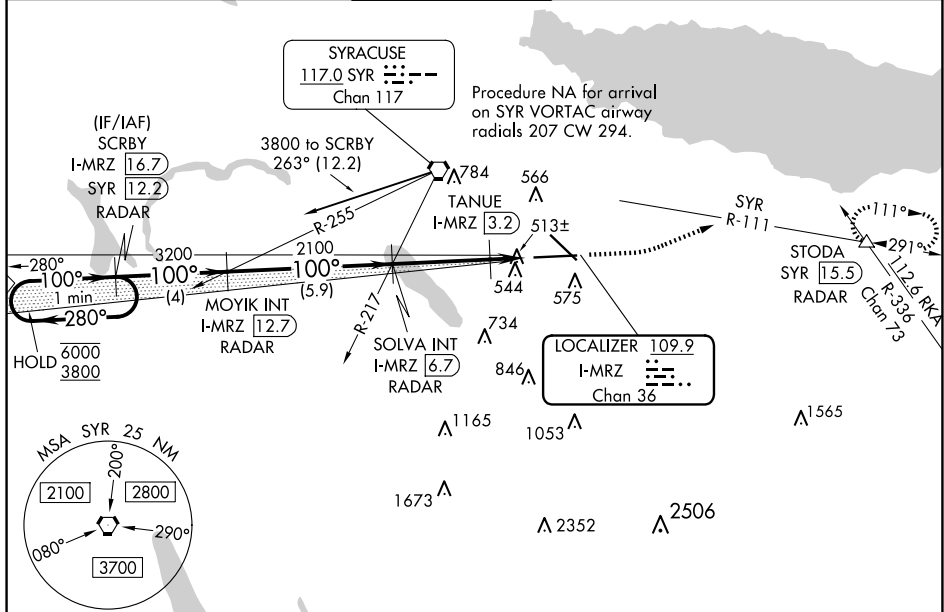 SYRACUSE
117.0 SYR
Chan 117
Procedure NA for arrival
on SYR VORTAC airway
radials 207 CW 294.
(IF/IAF)
SCRBY
I-MRZ 16.7
SYR 12.2
RADAR
3800 to SCRBY
263° (12.2)
R-255
784
566
TANUE
I-MRZ 3.2
513±
SYR
R-111
111°
291°
STODA
SYR 15.5
RADAR
112.6 RKA
R-336
Chan 73
280°
100°
3200
100°
2100
100°
1 min
(4)
(5.9)
280°
HOLD 6000
3800
MOYIK INT
I-MRZ 12.7
RADAR
R-217
SOLVA INT
I-MRZ 6.7
RADAR
544
575
734
846
LOCALIZER 109.9
I-MRZ
Chan 36
1165
1053
1565
1673
2352
2506
MSA SYR 25 NM
200°
2100
2800
080°
290°
3700